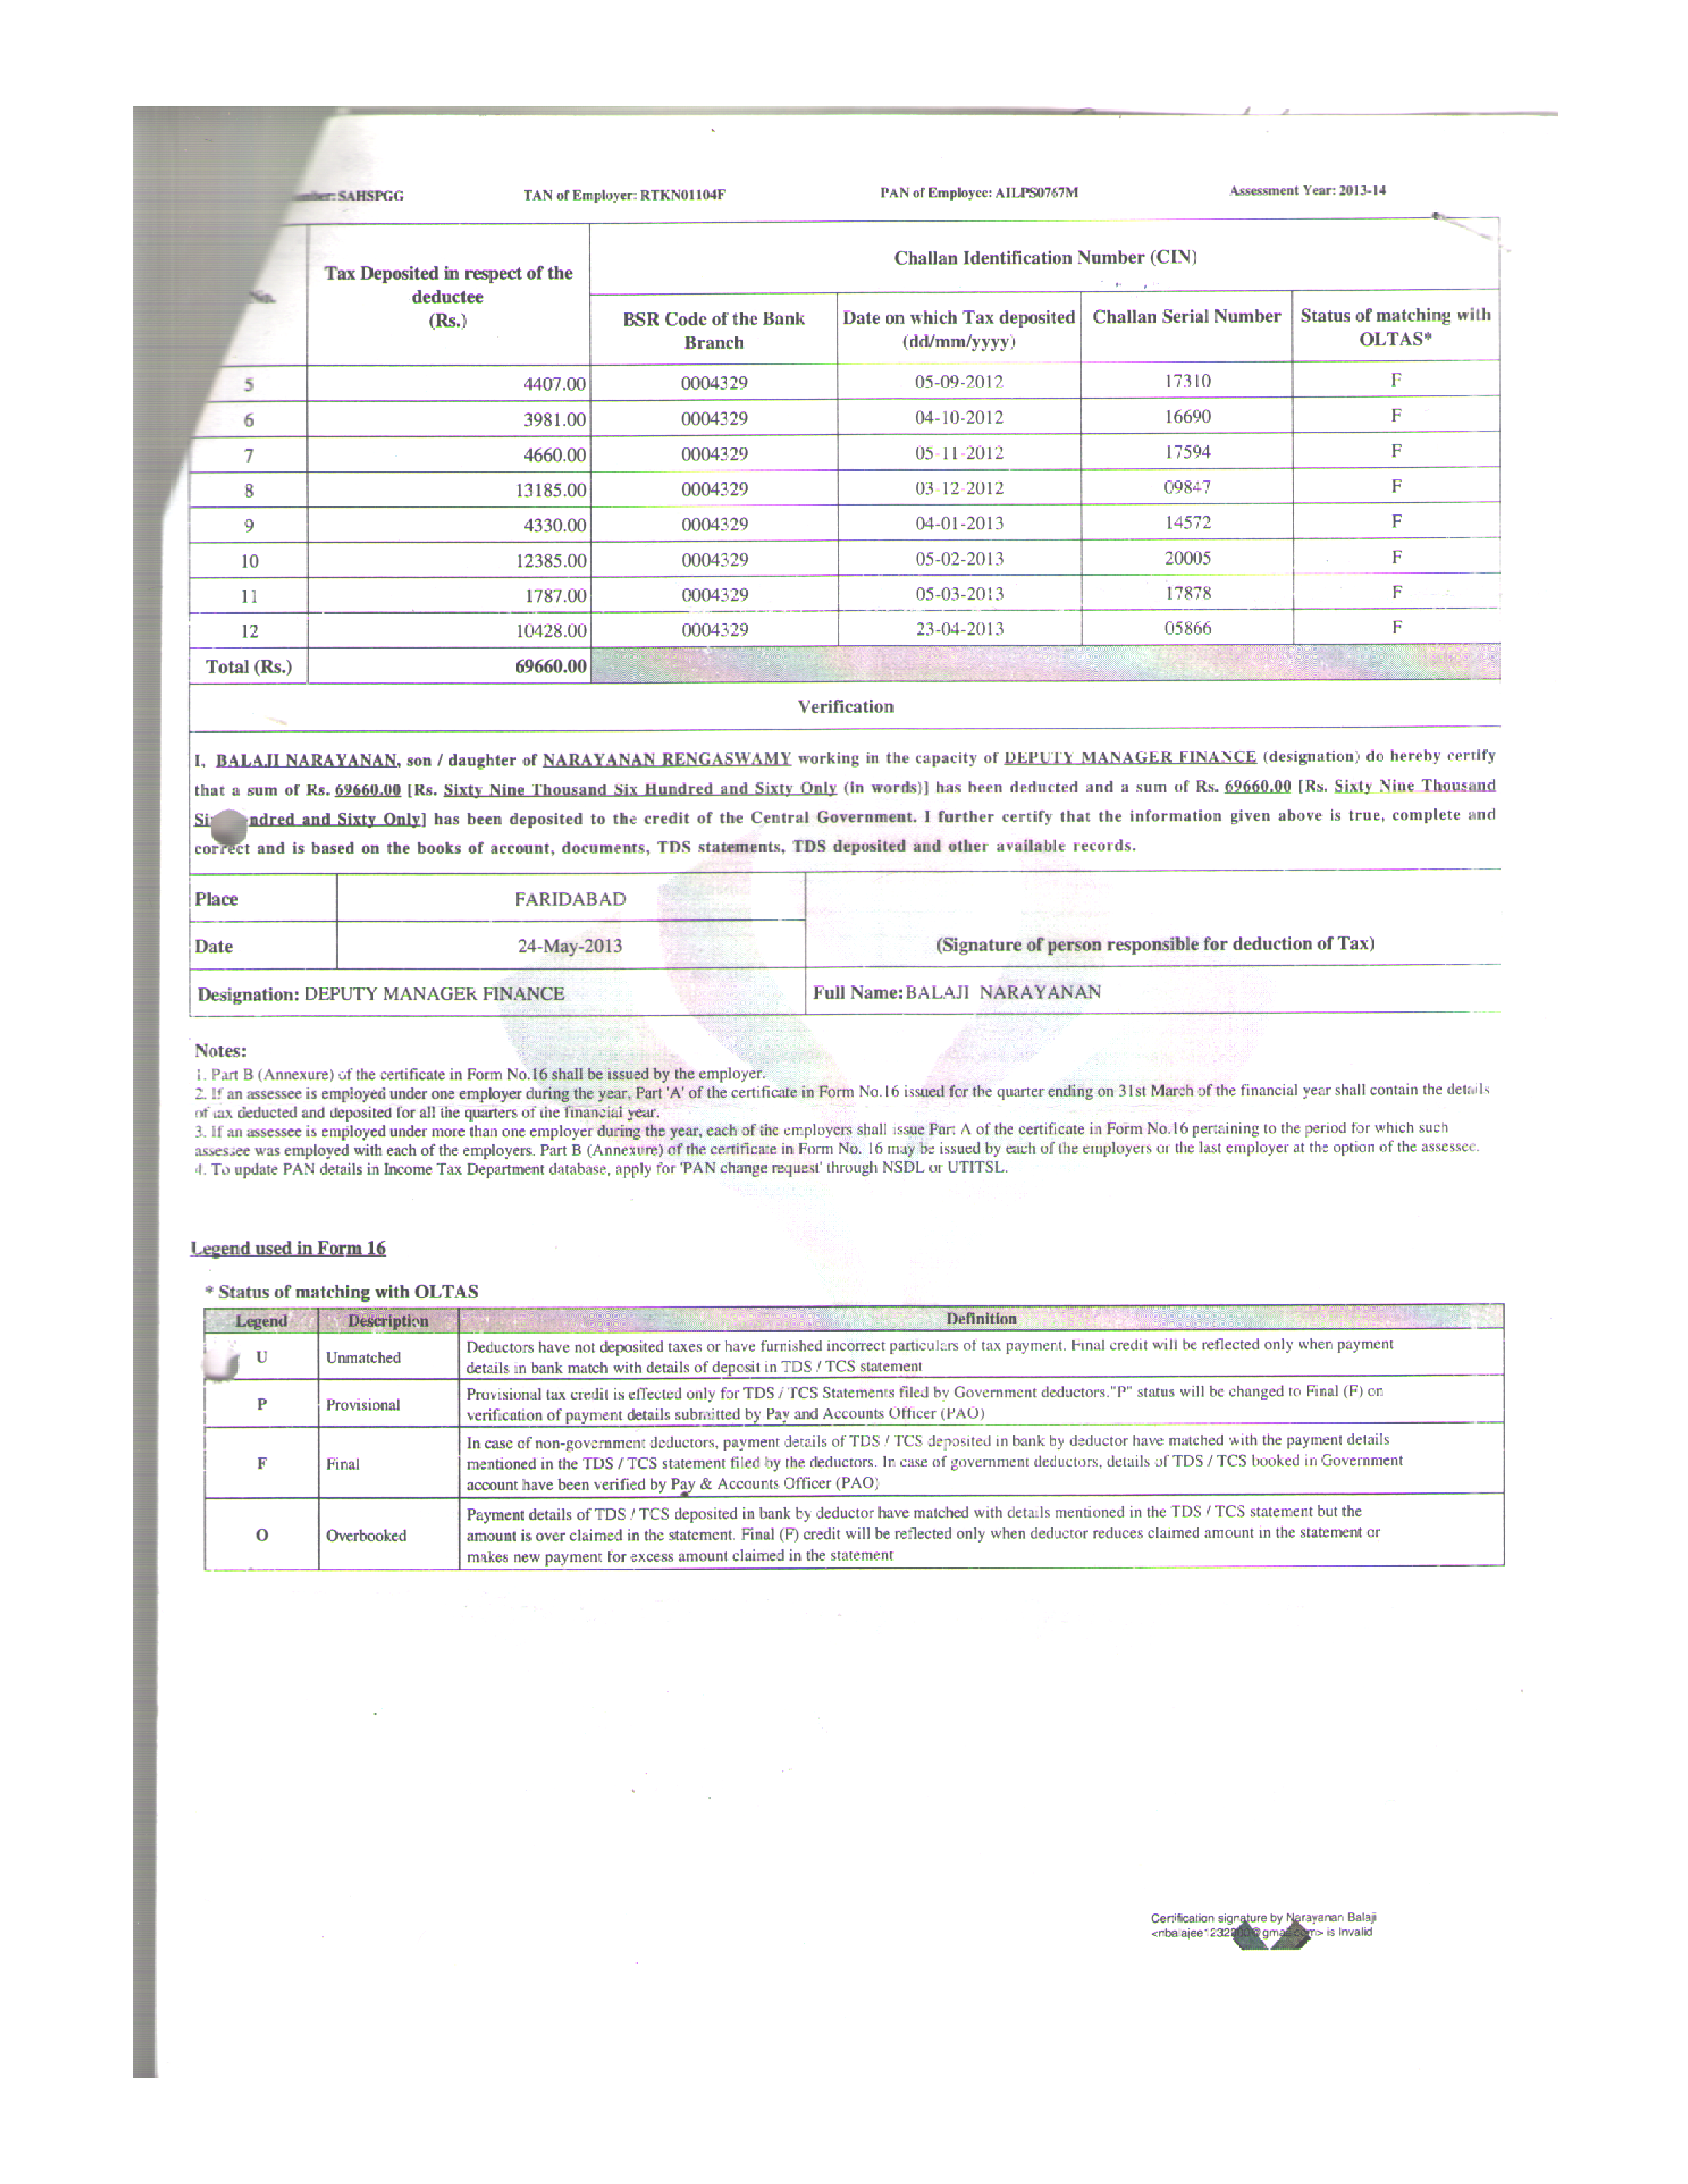 SAHSPGG TAN of Employer: RTKN01104F PAN of Employee: AILPS0767M Assessment Year: 2013-14
Challan Identification Number (CIN)
Tax Deposited in respect of the
deductee
(Rs.)
No.
BSR Code of the Bank Date on which Tax deposited Challan Serial Number Status of matching with
Branch (dd/mm/yyyy) OLTAS*
5 4407.00 0004329 05-09-2012 17310 F
6 3981.00 0004329 04-10-2012 16690 F
7 4660.00 0004329 05-11-2012 17594 F
8 13185.00 0004329 03-12-2012 09847 F
9 4330.00 0004329 04-01-2013 14572 F
10 12385.00 0004329 05-02-2013 20005 F
11 1787.00 0004329 05-03-2013 17878 F
12 10428.00 0004329 23-04-2013 05866 F
Total (Rs.) 69660.00
Verification
I, BALAJI NARAYANAN, son / daughter of NARAYANAN RENGASWAMY working in the capacity of DEPUTY MANAGER FINANCE (designation) do hereby certify
that a sum of Rs. 69660.00 [Rs. Sixty Nine Thousand Six Hundred and Sixty Only (in words)] has been deducted and a sum of Rs. 69660.00 [Rs. Sixty Nine Thousand
and Sixty Only] has been deposited to the credit of the Central Government. I further certify that the information given above is true, complete and
correct and is based on the books of account, documents, TDS statements, TDS deposited and other available records.
Place FARIDABAD
Date 24-May-2013 (Signature of person responsible for deduction of Tax)
Designation: DEPUTY MANAGER FINANCE Full Name: BALAJI NARAYANAN
Notes:
1. Part B (Annexure) of the certificate in Form No.16 shall be issued by the employer.
2. If an assessee is employed under one employer during the year, Part 'A' of the certificate in Form No.16 issued for the quarter ending on 31st March of the financial year shall contain the details
of tax deducted and deposited for all the quarters of the financial year.
3. If an assessee is employed under more than one employer during the year, each of the employers shall issue Part A of the certificate in Form No.16 pertaining to the period for which such
assessee was employed with each of the employers. Part B (Annexure) of the certificate in Form No. 16 may be issued by each of the employers or the last employer at the option of the assessee.
4. To update PAN details in Income Tax Department database, apply for 'PAN change request' through NSDL or UTITSL.
Legend used in Form 16
* Status of matching with OLTAS
Legend Description Definition
U Unmatched Deductors have not deposited taxes or have furnished incorrect particulars of tax payment. Final credit will be reflected only when payment
details in bank match with details of deposit in TDS / TCS statement
P Provisional Provisional tax credit is effected only for TDS / TCS Statements filed by Government deductors."P" status will be changed to Final (F) on
verification of payment details submitted by Pay and Accounts Officer (PAO)
F Final In case of non-government deductors, payment details of TDS / TCS deposited in bank by deductor have matched with the payment details
mentioned in the TDS / TCS statement filed by the deductors. In case of government deductors, details of TDS / TCS booked in Government
account have been verified by Pay & Accounts Officer (PAO)
O Overbooked Payment details of TDS / TCS deposited in bank by deductor have matched with details mentioned in the TDS / TCS statement but the
amount is over claimed in the statement. Final (F) credit will be reflected only when deductor reduces claimed amount in the statement or
makes new payment for excess amount claimed in the statement
Certification signature by Narayanan Balaji
is Invalid